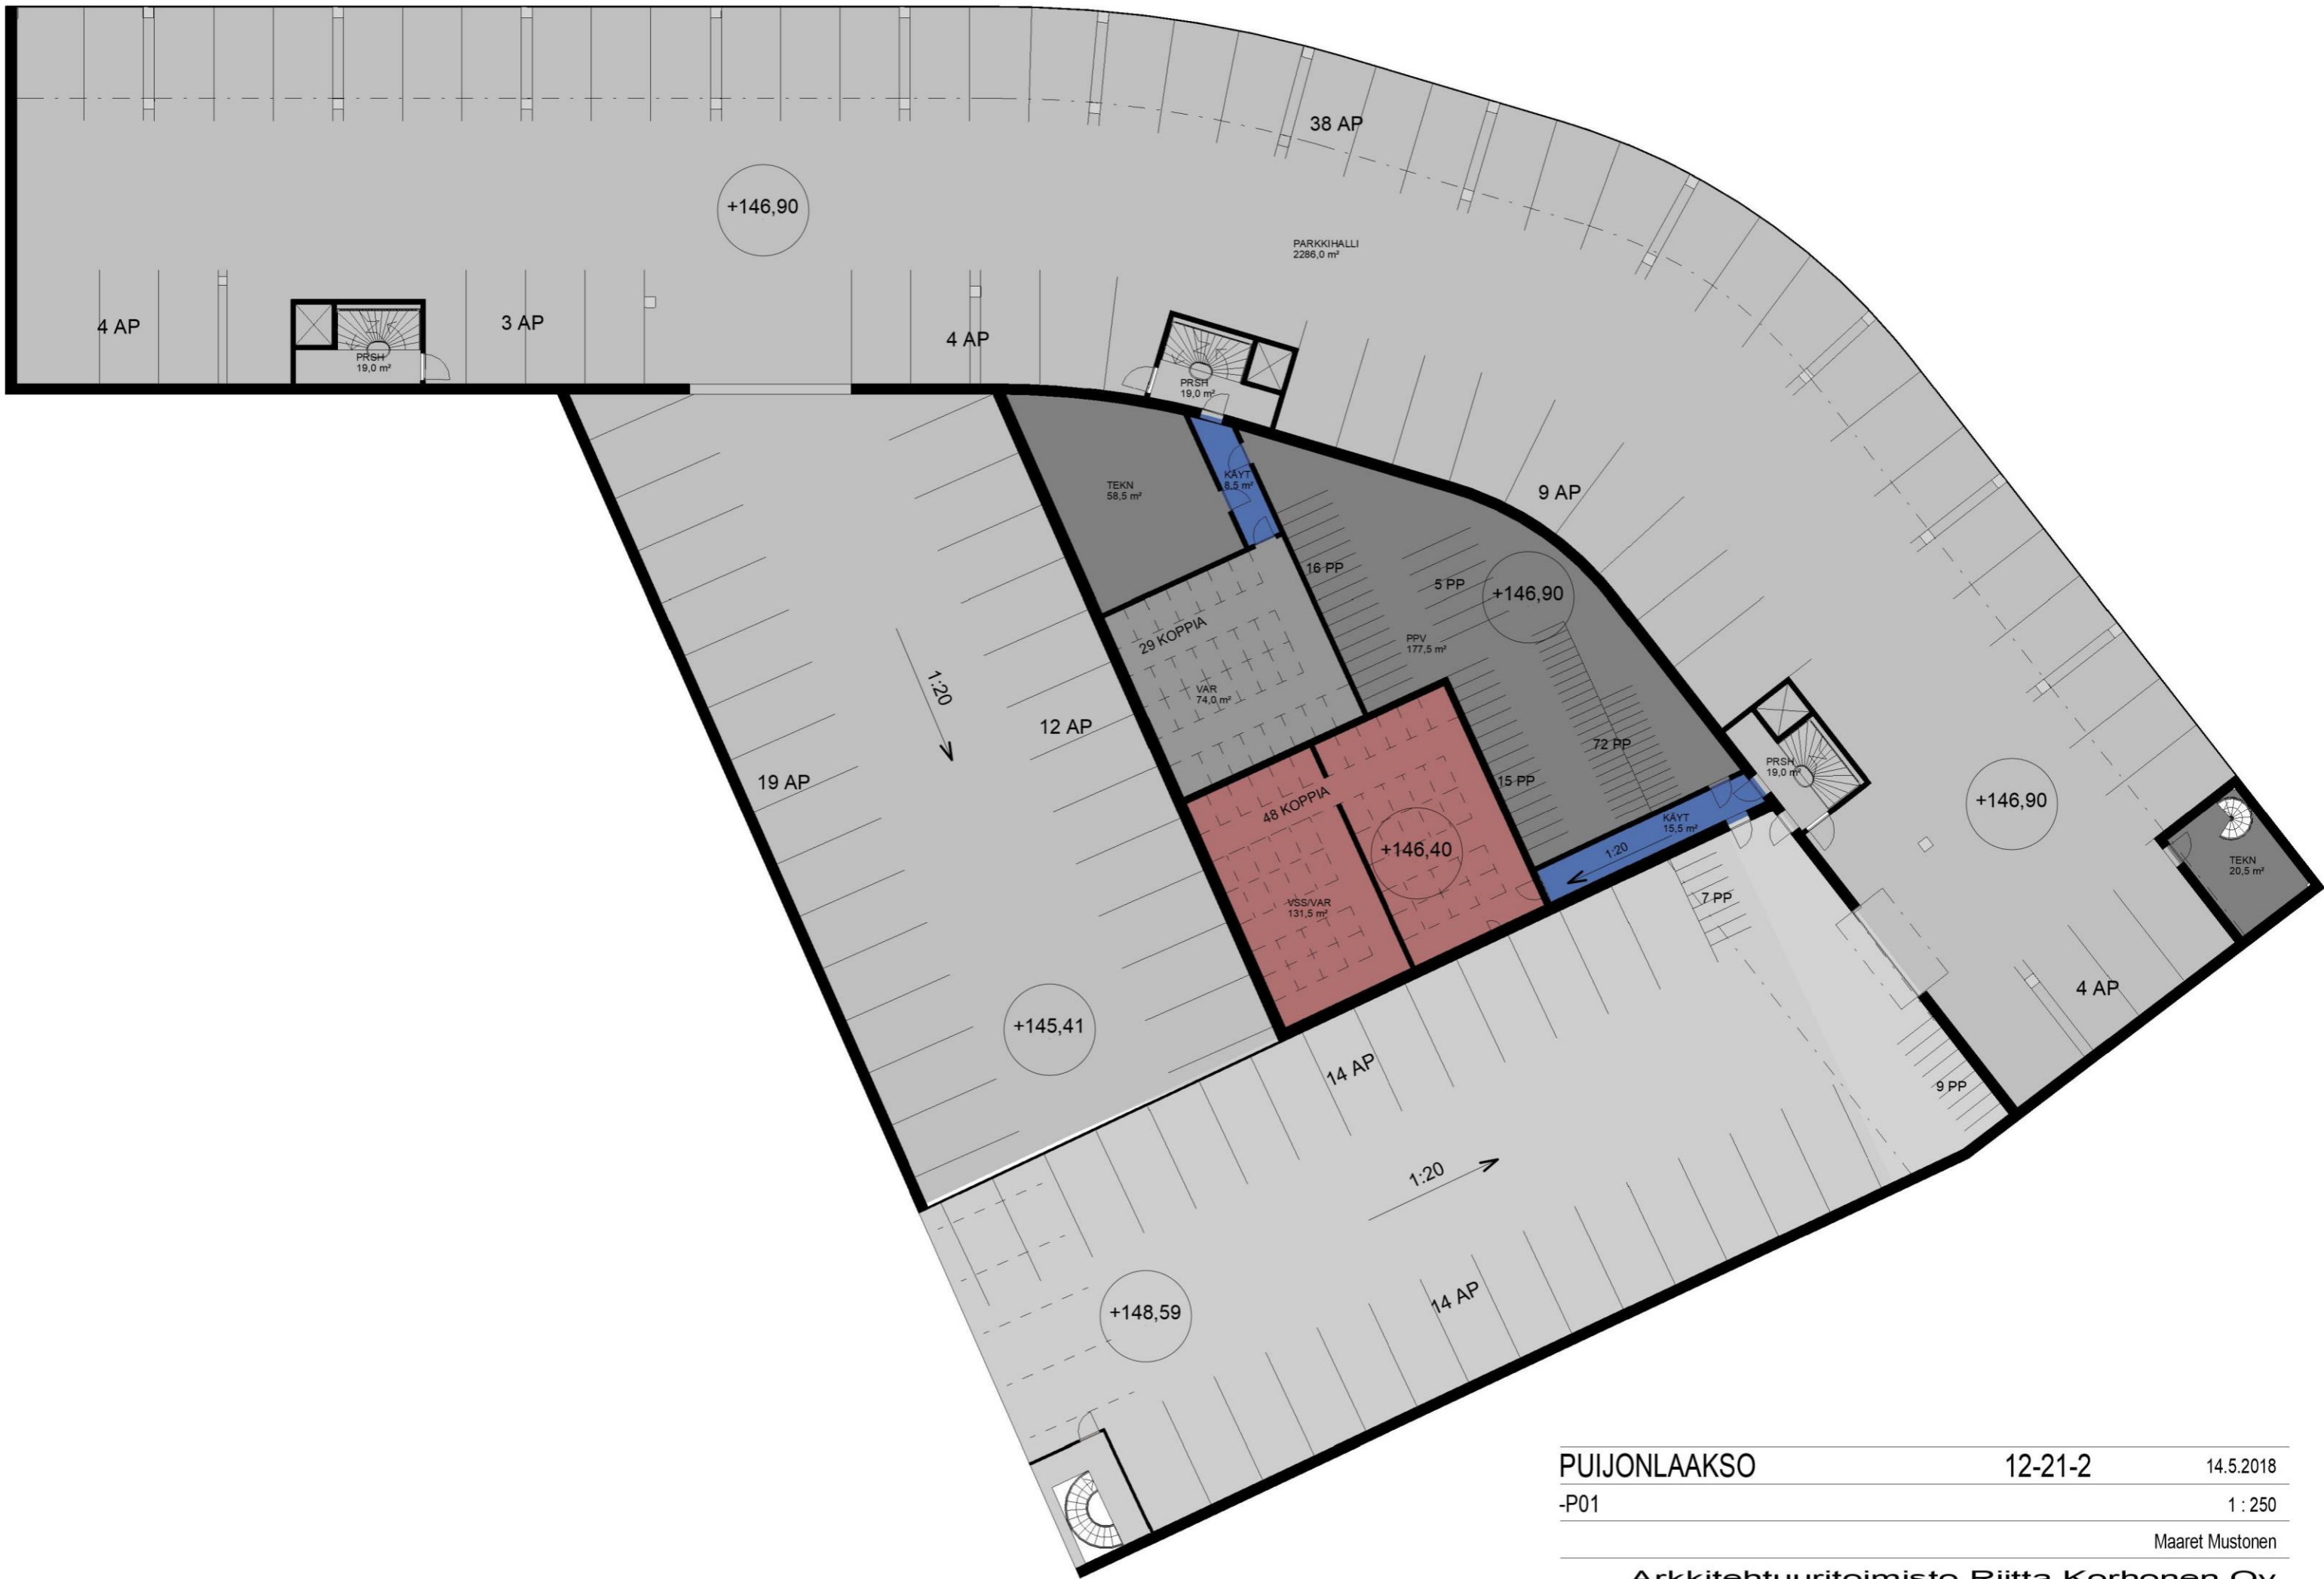 38 AP
+146,90
PARKKIHALLI
2286,0 m²
4 AP
3 AP
4 AP
PRSH
19,0 m²
PRSH
19,0 m²
TEKN
58,5 m²
KÄYT
8,5 m²
9 AP
16 PP
5 PP
+146,90
29 KOPPIA
PPV
177,5 m²
VAR
74,0 m²
1:20
12 AP
19 AP
72 PP
15 PP
PRSH
19,0 m²
48 KOPPIA
+146,40
KÄYT
15,5 m²
1:20
+146,90
TEKN
20,5 m²
VSS/VAR
131,5 m²
7 PP
4 AP
+145,41
14 AP
9 PP
1:20
14 AP
+148,59
PUIJONLAAKSO 12-21-2 14.5.2018
-P01 1 : 250
Maaret Mustonen
Arkkitehtuuritoimisto Riitta Korhonen Oy